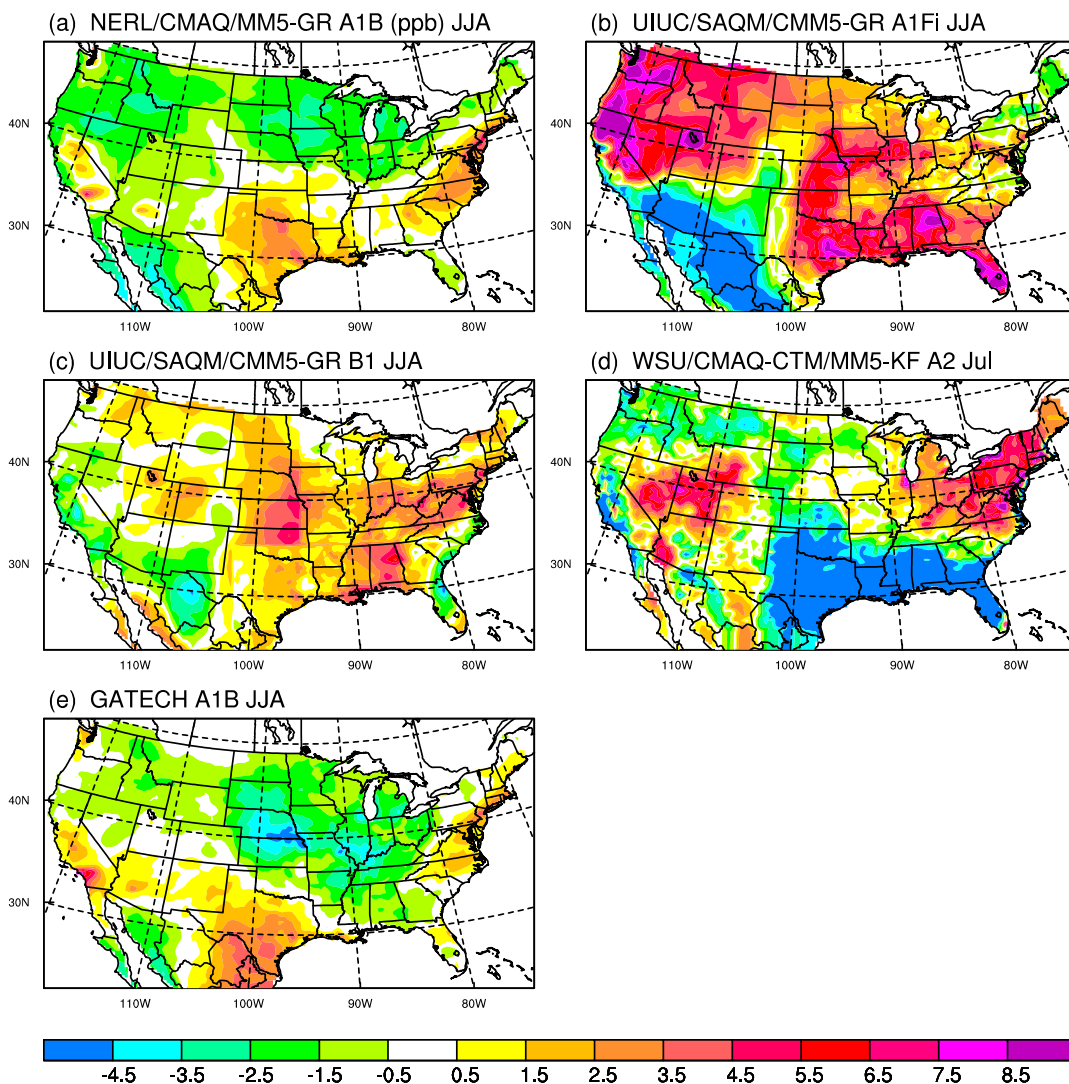 (a) NERL/CMAQ/MM5-GR A1B (ppb) JJA
(b) UIUC/SAQM/CMM5-GR A1Fi JJA
40N
30N
110W 100W 90W 80W
40N
30N
110W 100W 90W 80W
(c) UIUC/SAQM/CMM5-GR B1 JJA
(d) WSU/CMAQ-CTM/MM5-KF A2 Jul
40N
30N
110W 100W 90W 80W
40N
30N
110W 100W 90W 80W
(e) GATECH A1B JJA
40N
30N
110W 100W 90W 80W
-4.5 -3.5 -2.5 -1.5 -0.5 0.5 1.5 2.5 3.5 4.5 5.5 6.5 7.5 8.5